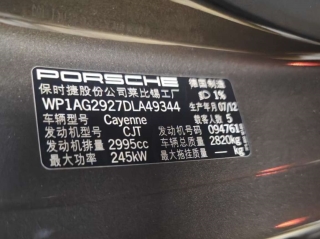 PORSCHE 德国制造
保时捷股份公司莱比锡工厂 1%
WP1AG2927DLA49344 生产年月 07/12
车辆型号 Cayenne 载客人数 5
发动机型号 CJT 发动机号码 094761
发动机排量 2995cc 车辆总质量 2820kg
最大功率 245kW 最大拖挂质量 — kg